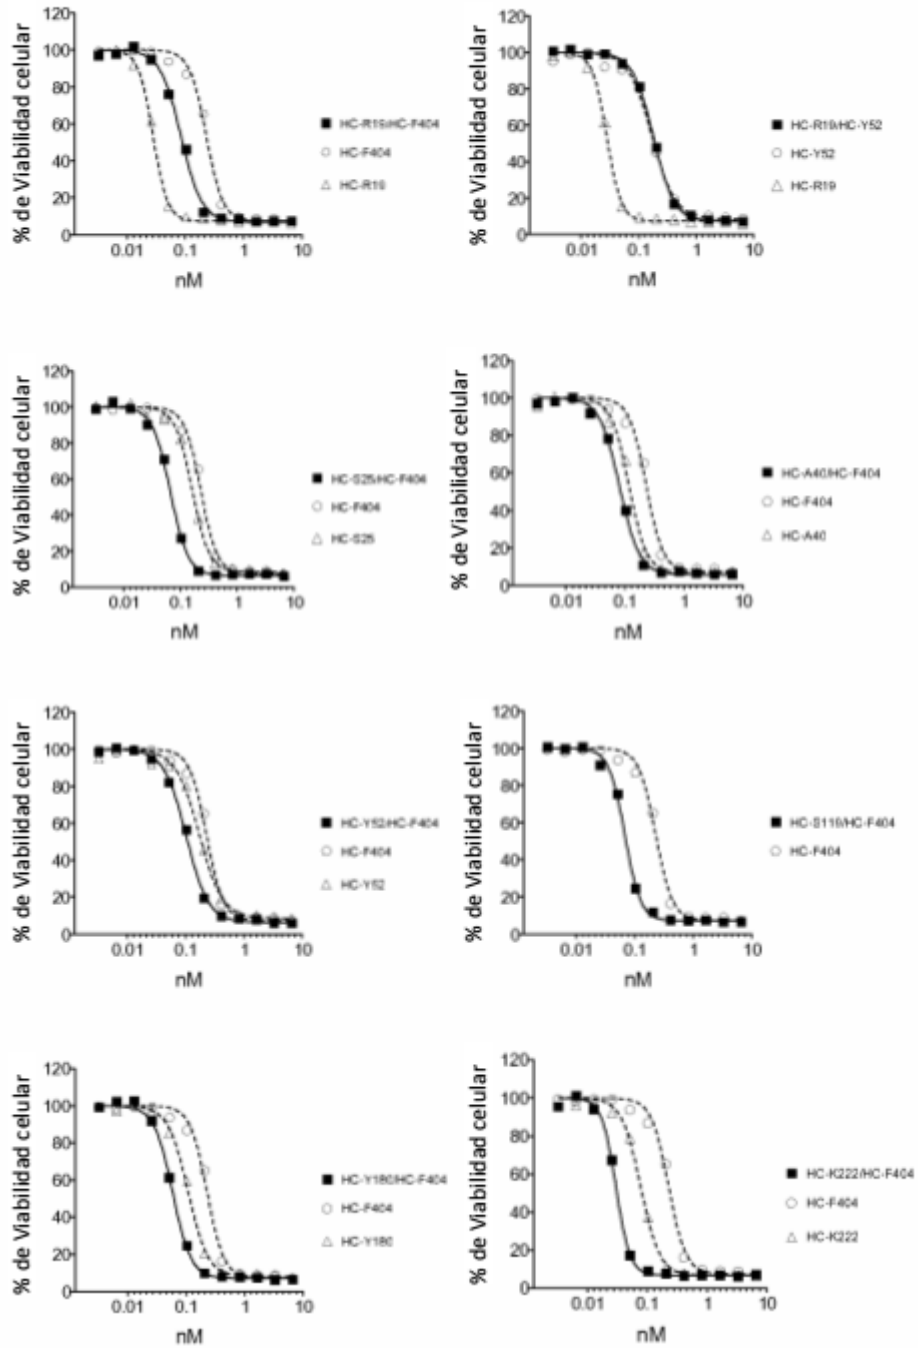 % de Viabilidad celular
120
100
80
60
40
20
0
0.01
0.1
1
10
nM
HC-R19/HC-F404
HC-F404
HC-R19
% de Viabilidad celular
120
100
80
60
40
20
0
0.01
0.1
1
10
nM
HC-R19/HC-Y52
HC-Y52
HC-R19
% de Viabilidad celular
120
100
80
60
40
20
0
0.01
0.1
1
10
nM
HC-S25/HC-F404
HC-F404
HC-S25
% de Viabilidad celular
120
100
80
60
40
20
0
0.01
0.1
1
10
nM
HC-A40/HC-F404
HC-F404
HC-A40
% de Viabilidad celular
120
100
80
60
40
20
0
0.01
0.1
1
10
nM
HC-Y52/HC-F404
HC-F404
HC-Y52
% de Viabilidad celular
120
100
80
60
40
20
0
0.01
0.1
1
10
nM
HC-S119/HC-F404
HC-F404
% de Viabilidad celular
120
100
80
60
40
20
0
0.01
0.1
1
10
nM
HC-Y180/HC-F404
HC-F404
HC-Y180
% de Viabilidad celular
120
100
80
60
40
20
0
0.01
0.1
1
10
nM
HC-K222/HC-F404
HC-F404
HC-K222